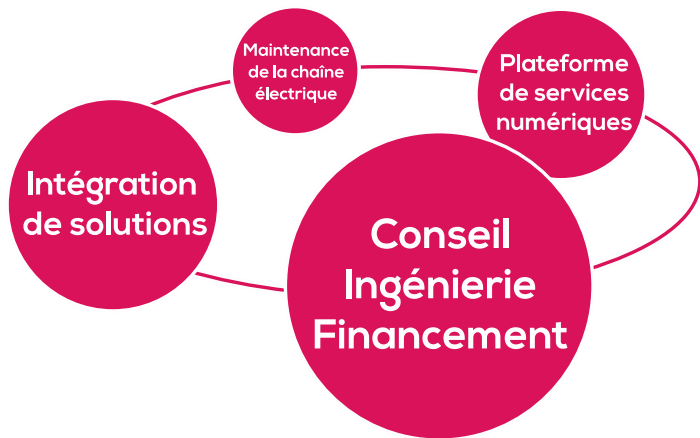 Maintenance
de la chaîne
électrique
Plateforme
de services
numériques
Intégration
de solutions
Conseil
Ingénierie
Financement